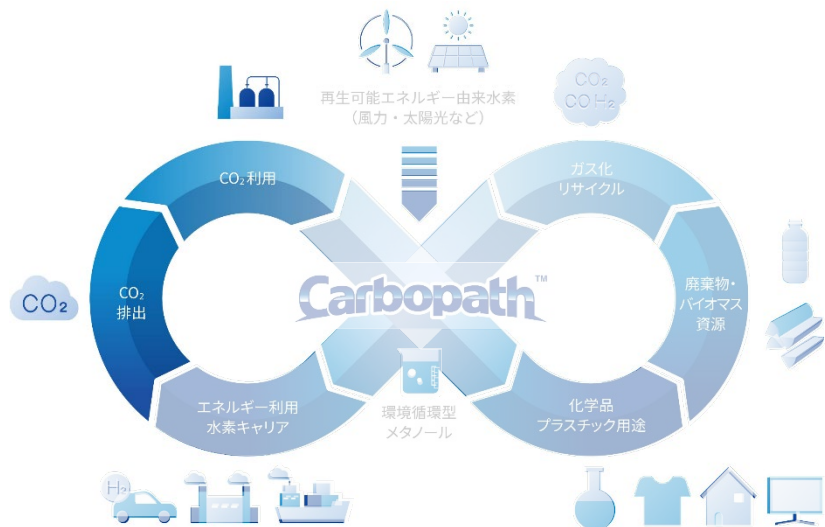 再生可能エネルギー由来水素
（風力・太陽光など）
CO₂
CO H₂
CO₂利用
ガス化
リサイクル
CO₂
CO₂
排出
Carbopath™
廃棄物・
バイオマス
資源
エネルギー利用
水素キャリア
環境循環型
メタノール
化学品
プラスチック用途
H₂